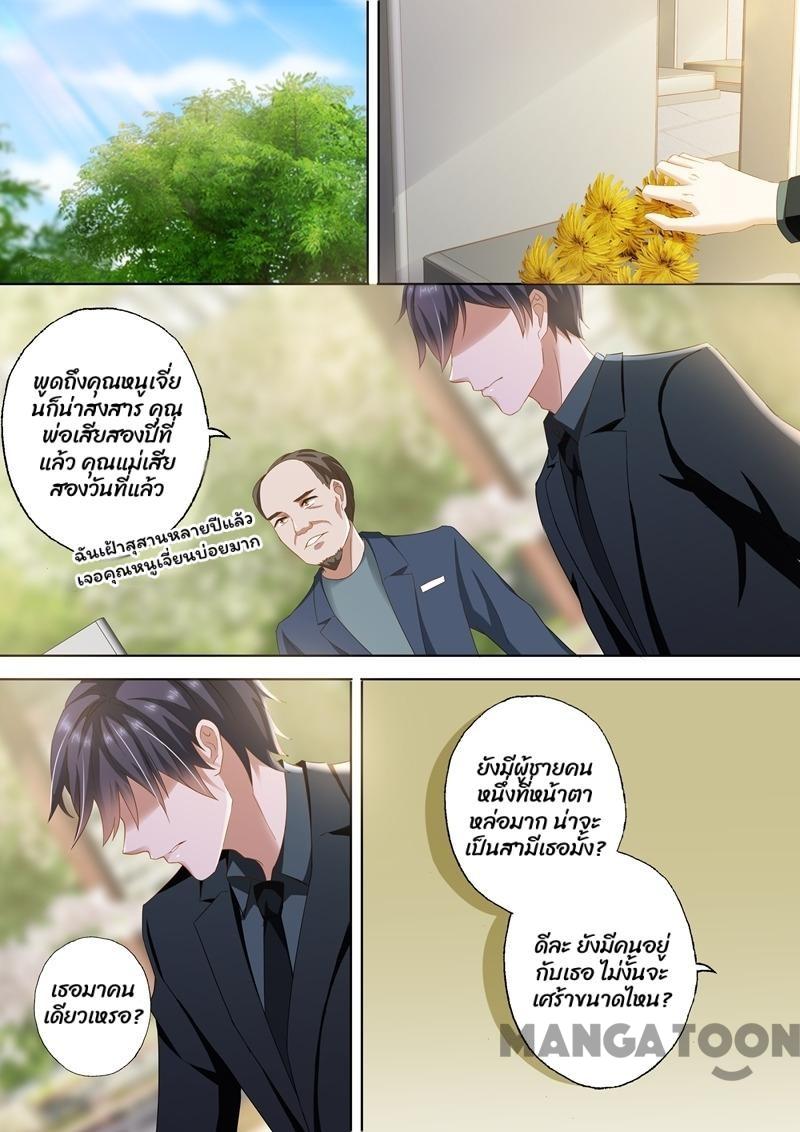 พูดถึงคุณหนูเจี่ย
นก็น่าสงสาร คุณ
พ่อเสียสองปีที่
แล้ว คุณแม่เสีย
สองวันที่แล้ว
ฉันเฝ้าสุสานหลายปีแล้ว
เจอคุณหนูเจี่ยนบ่อยมาก
เธอมาคน
เดียวเหรอ?
ยังมีผู้ชายคน
หนึ่งที่หน้าตา
หล่อมาก น่าจะ
เป็นสามีเธอมั้ง?
ดีละ ยังมีคนอยู่
กับเธอ ไม่งั้นจะ
เศร้าขนาดไหน?
MANGATOON